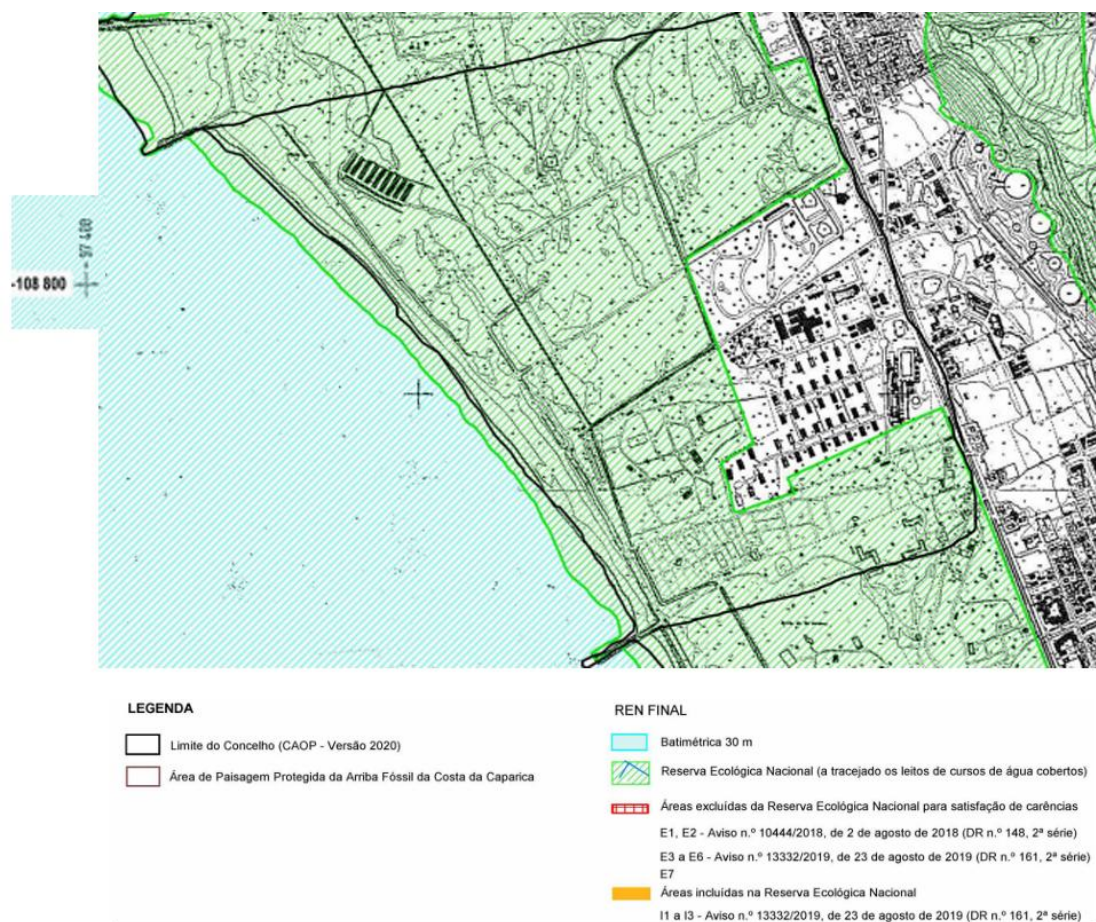 97 400
-108 800
LEGENDA
Limite do Concelho (CAOP - Versão 2020)
Área de Paisagem Protegida da Arriba Fóssil da Costa da Caparica
REN FINAL
Batimétrica 30 m
Reserva Ecológica Nacional (a tracejado os leitos de cursos de água cobertos)
Áreas excluídas da Reserva Ecológica Nacional para satisfação de carências
E1, E2 - Aviso n.º 10444/2018, de 2 de agosto de 2018 (DR n.º 148, 2ª série)
E3 a E6 - Aviso n.º 13332/2019, de 23 de agosto de 2019 (DR n.º 161, 2ª série)
E7
Áreas incluídas na Reserva Ecológica Nacional
I1 a I3 - Aviso n.º 13332/2019, de 23 de agosto de 2019 (DR n.º 161, 2ª série)